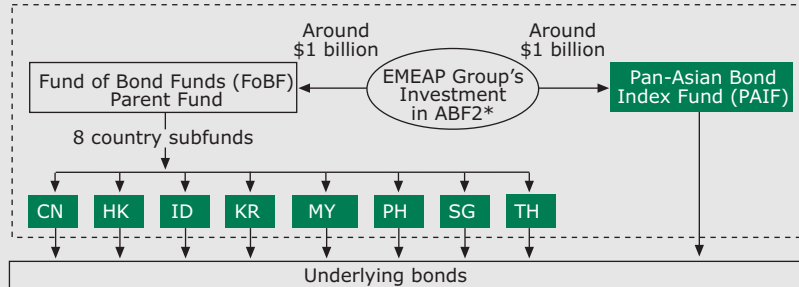 Around
$1 billion
Around
$1 billion
Fund of Bond Funds (FoBF)
Parent Fund
EMEAP Group's
Investment
in ABF2*
Pan-Asian Bond
Index Fund (PAIF)
8 country subfunds
CN HK ID KR MY PH SG TH
Underlying bonds